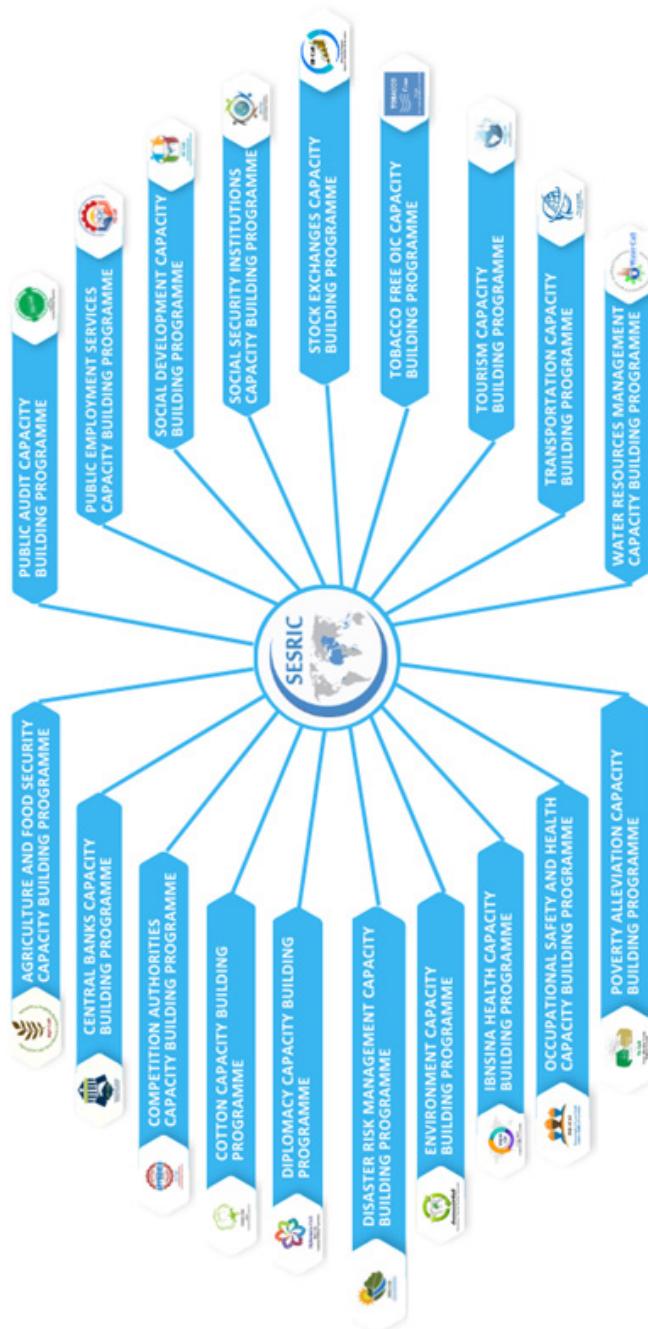 AGRICULTURE AND FOOD SECURITY
CAPACITY BUILDING PROGRAMME
CENTRAL BANKS CAPACITY
BUILDING PROGRAMME
COMPETITION AUTHORITIES
CAPACITY BUILDING PROGRAMME
COTTON CAPACITY BUILDING
PROGRAMME
DIPLOMACY CAPACITY BUILDING
PROGRAMME
DISASTER RISK MANAGEMENT CAPACITY
BUILDING PROGRAMME
ENVIRONMENT CAPACITY
BUILDING PROGRAMME
IBNSINA HEALTH CAPACITY
BUILDING PROGRAMME
OCCUPATIONAL SAFETY AND HEALTH
CAPACITY BUILDING PROGRAMME
POVERTY ALLEVIATION CAPACITY
BUILDING PROGRAMME
SESRIC
PUBLIC AUDIT CAPACITY
BUILDING PROGRAMME
PUBLIC EMPLOYMENT SERVICES
CAPACITY BUILDING PROGRAMME
SOCIAL DEVELOPMENT CAPACITY
BUILDING PROGRAMME
SOCIAL SECURITY INSTITUTIONS
CAPACITY BUILDING PROGRAMME
STOCK EXCHANGES CAPACITY
BUILDING PROGRAMME
TOBACCO FREE OIC CAPACITY
BUILDING PROGRAMME
TOBACCO
Free
TOURISM CAPACITY
BUILDING PROGRAMME
TRANSPORTATION CAPACITY
BUILDING PROGRAMME
WATER RESOURCES MANAGEMENT
CAPACITY BUILDING PROGRAMME